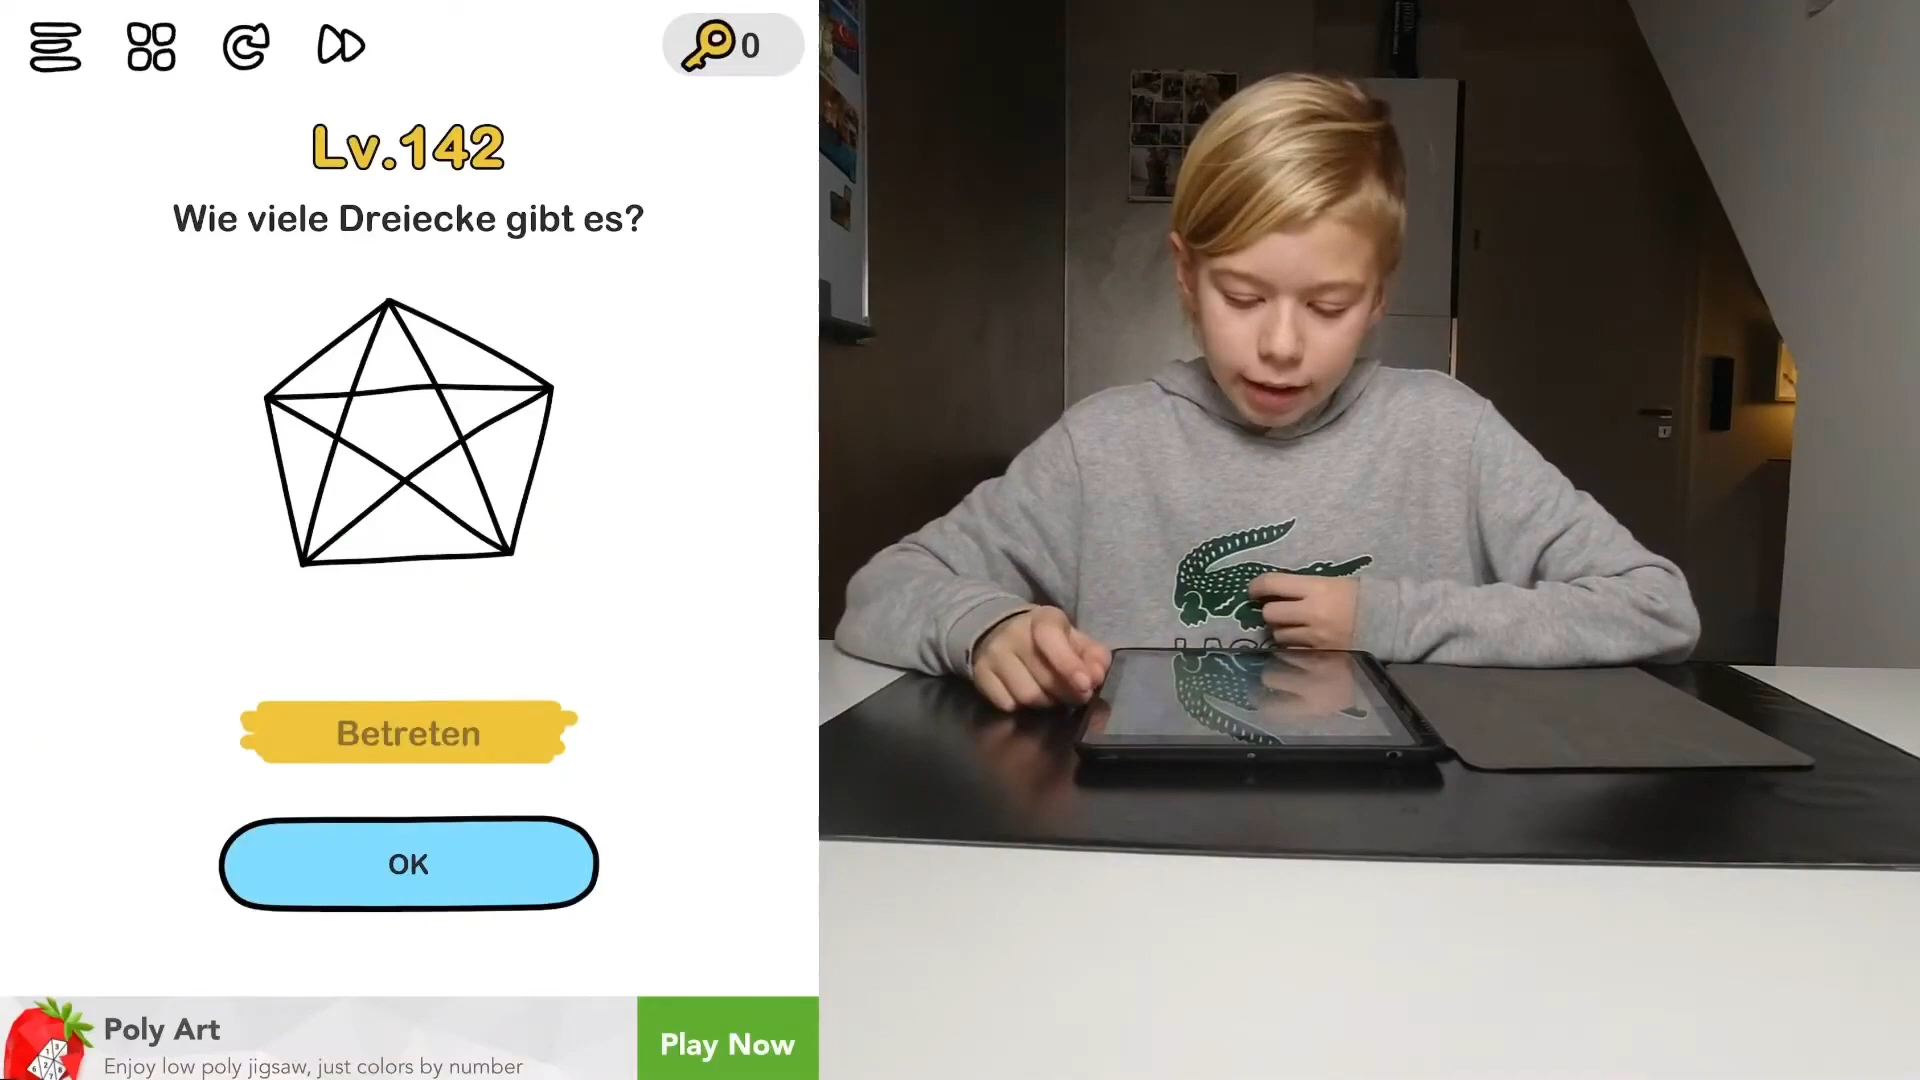 0
Lv.142
Wie viele Dreiecke gibt es?
Betreten
OK
Poly Art
Enjoy low poly jigsaw, just colors by number
Play Now